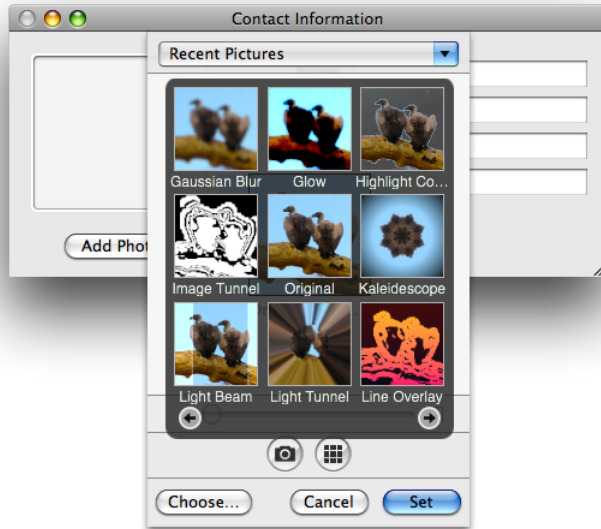 Contact Information
Recent Pictures
Gaussian Blur Glow Highlight Co...
Image Tunnel Original Kaleidescope
Light Beam Light Tunnel Line Overlay
Add Phot
Choose... Cancel Set